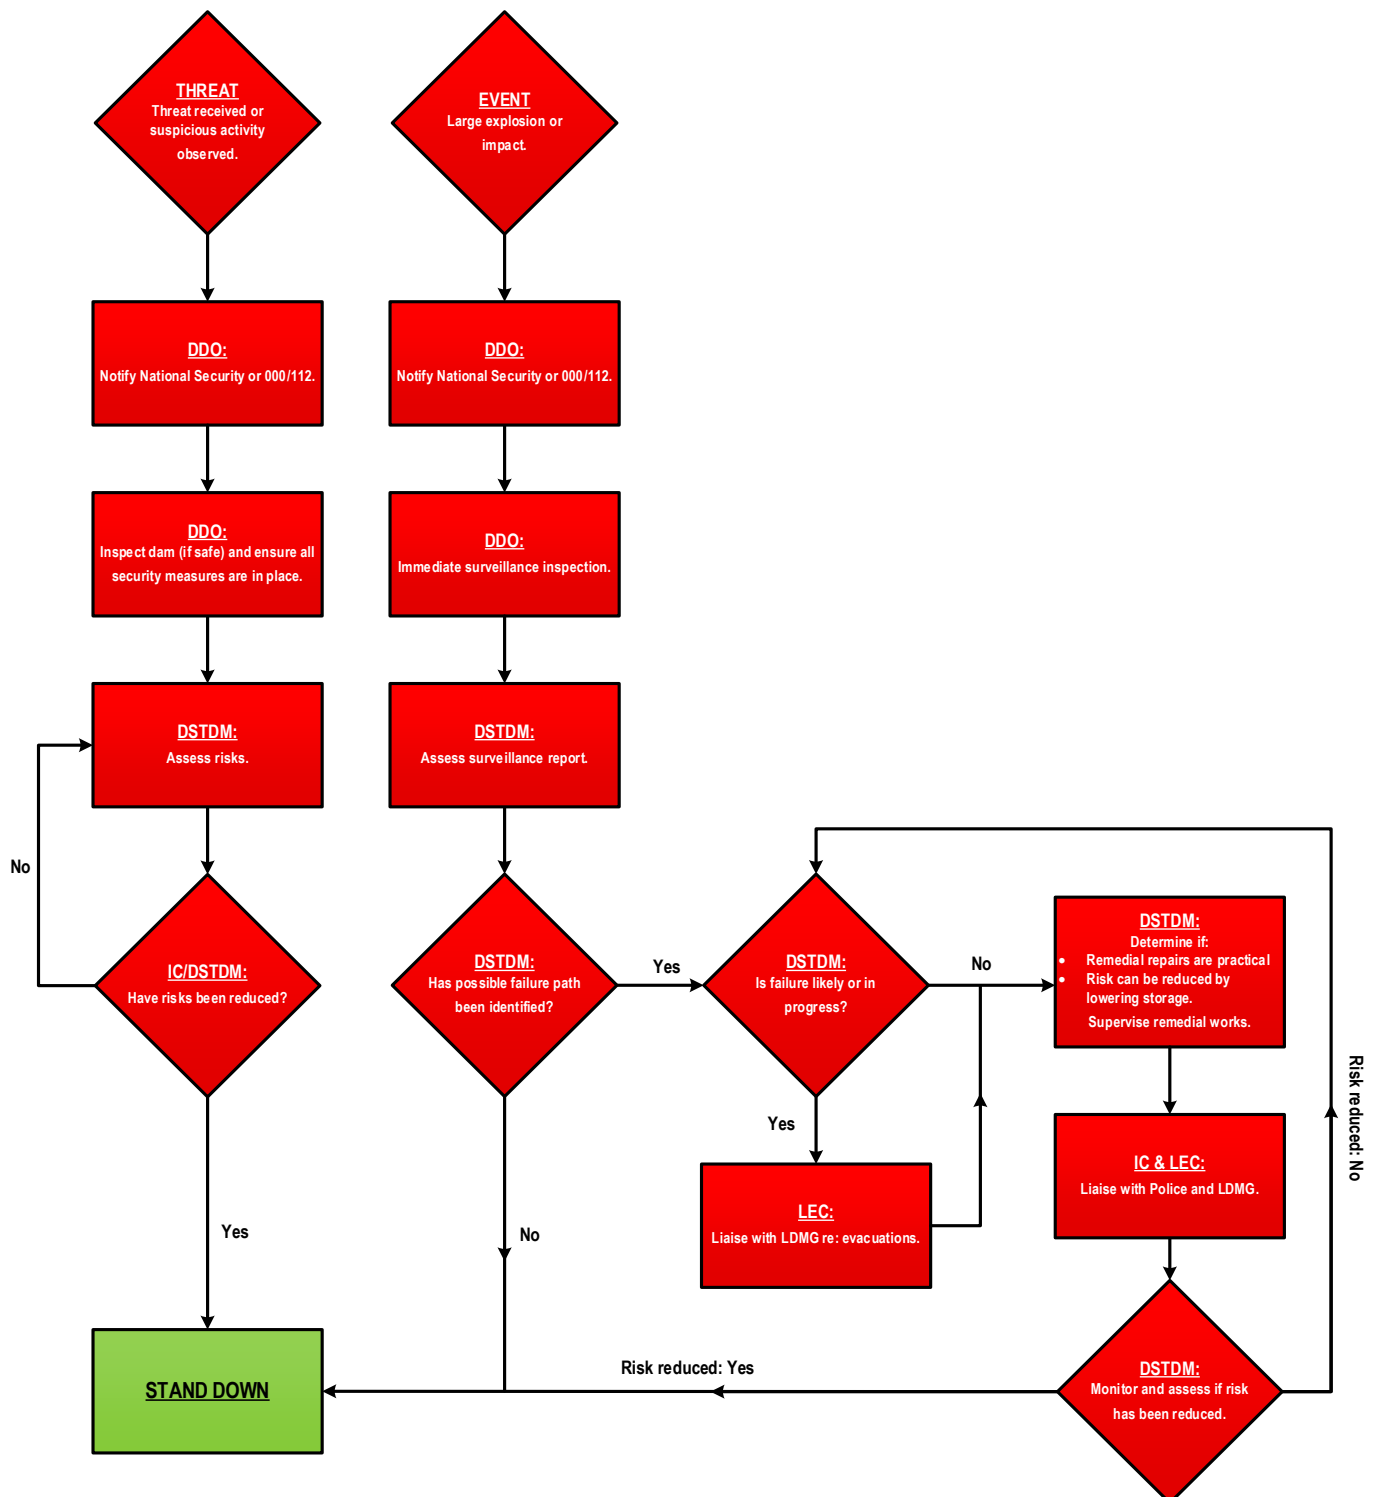 THREAT
Threat received or
suspicious activity
observed.
EVENT
Large explosion or
impact.
DDO:
Notify National Security or 000/112.
DDO:
Notify National Security or 000/112.
DDO:
Inspect dam (if safe) and ensure all
security measures are in place.
DDO:
Immediate surveillance inspection.
DSTDM:
Assess risks.
DSTDM:
Assess surveillance report.
No
IC/DSTDM:
Have risks been reduced?
DSTDM:
Has possible failure path
been identified?
Yes
DSTDM:
Is failure likely or in
progress?
No
DSTDM:
Determine if:
• Remedial repairs are practical
• Risk can be reduced by
lowering storage.
Supervise remedial works.
Yes
LEC:
Liaise with LDMG re: evacuations.
IC & LEC:
Liaise with Police and LDMG.
Risk reduced: No
Yes
No
STAND DOWN
Risk reduced: Yes
DSTDM:
Monitor and assess if risk
has been reduced.